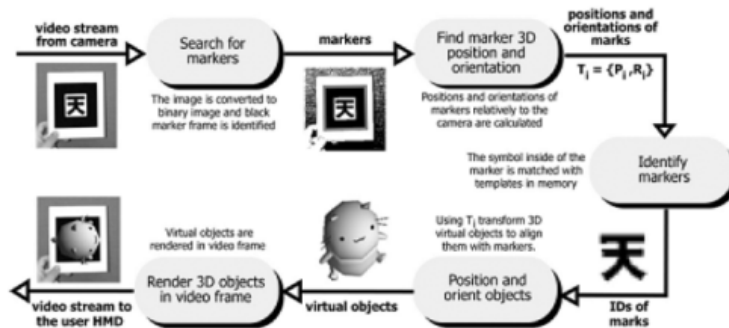 video stream
from camera
Search for
markers
The image is converted to
binary image and black
marker frame is identified
markers
Find marker 3D
position and
orientation
Positions and orientations of
markers relatively to the
camera are calculated
positions
and orientations of
marks
Ti = {Pi ,Ri}
天
天
The symbol inside of the
marker is matched with
templates in memory
Identify
markers
天
IDs of
marks
Using Ti transform 3D
virtual objects to align
them with markers.
Position and
orient objects
virtual objects
Virtual objects are
rendered in video frame
Render 3D objects
in video frame
video stream to
the user HMD